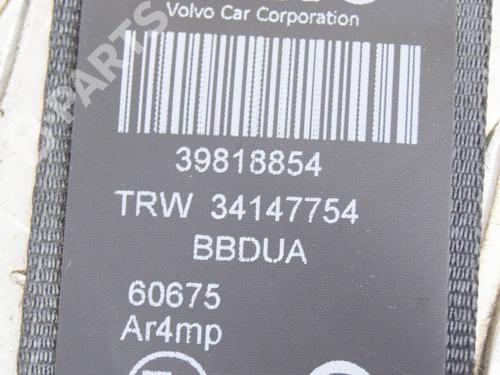 Volvo Car Corporation
39818854
TRW 34147754
BBDUA
60675
Ar4mp